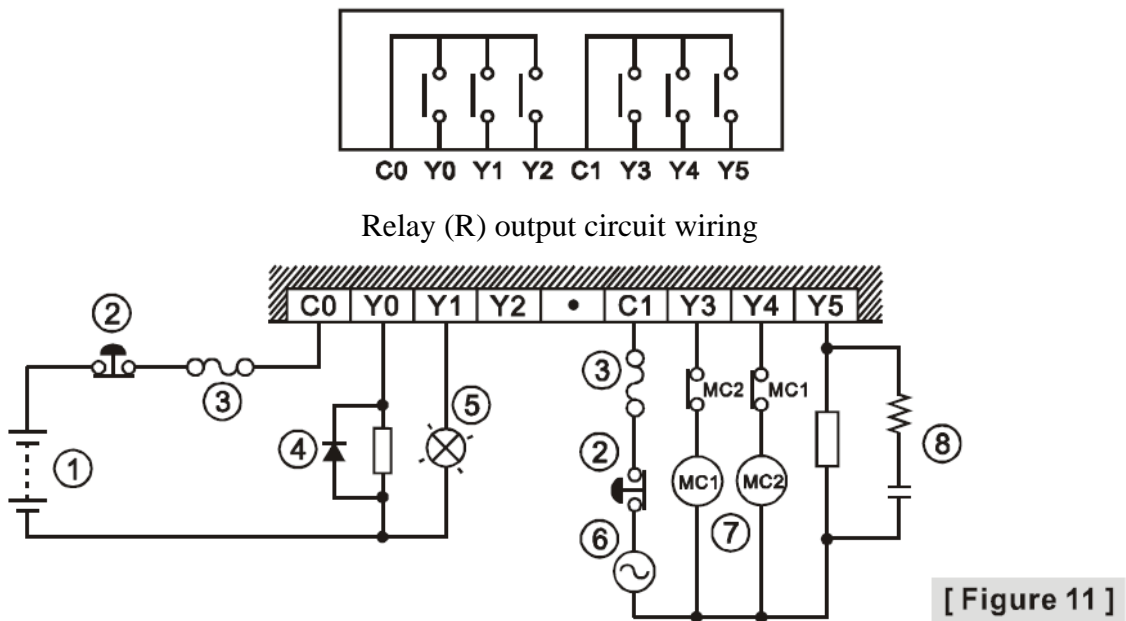 C0 Y0 Y1 Y2 C1 Y3 Y4 Y5
Relay (R) output circuit wiring
C0 Y0 Y1 Y2 • C1 Y3 Y4 Y5
②
③
①
④
⑤
③
②
⑥
MC2
MC1
MC1
MC2
⑦
⑧
[ Figure 11 ]